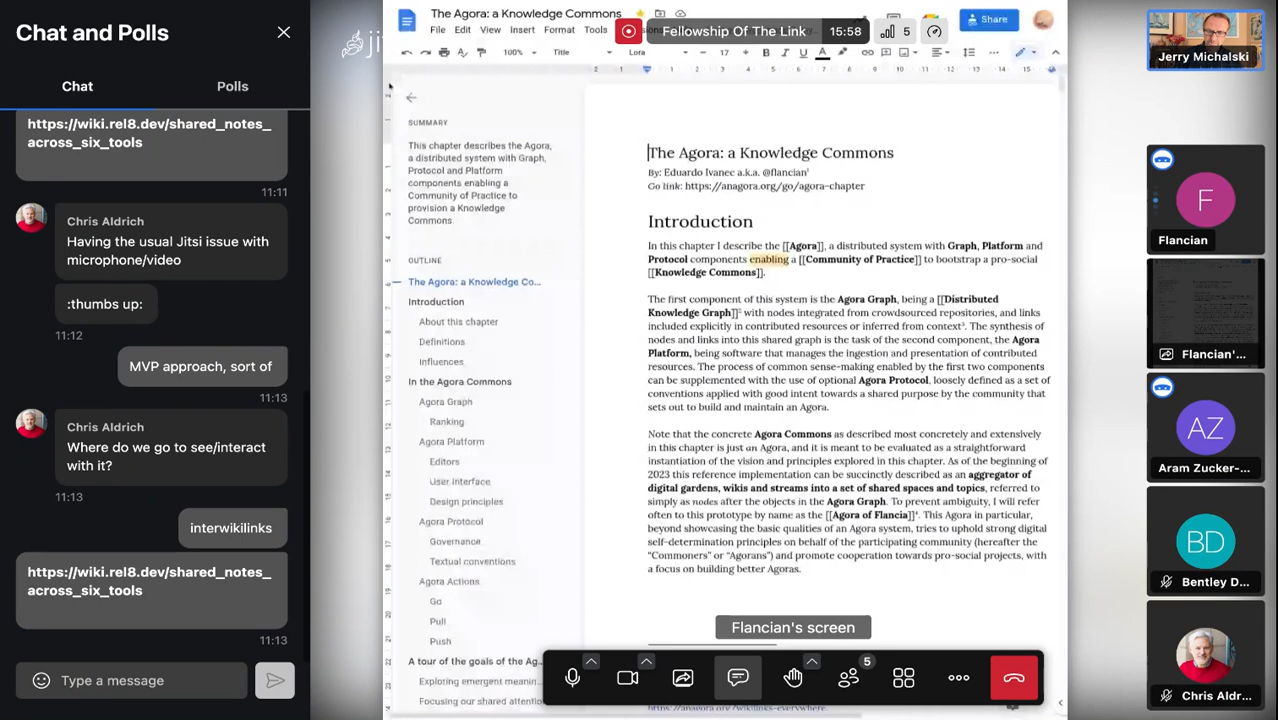 Chat and Polls
Chat
Polls
https://wiki.rel8.dev/shared_notes_
across_six_tools
11:11
Chris Aldrich
Having the usual Jitsi issue with
microphone/video
:thumbs up:
11:12
MVP approach, sort of
11:13
Chris Aldrich
Where do we go to see/interact
with it?
11:13
interwikilinks
https://wiki.rel8.dev/shared_notes_
across_six_tools
11:13
Type a message
The Agora: a Knowledge Commons
File Edit View Insert Format Tools
Share
Fellowship Of The Link
15:58
5
100%
Title
Lora
17
SUMMARY
This chapter describes the Agora,
a distributed system with Graph,
Protocol and Platform
components enabling a
Community of Practice to
provision a Knowledge
Commons.
OUTLINE
The Agora: a Knowledge Co...
Introduction
About this chapter
Definitions
Influences
In the Agora Commons
Agora Graph
Ranking
Agora Platform
Editors
User interface
Design principles
Agora Protocol
Governance
Textual conventions
Agora Actions
Go
Pull
Push
A tour of the goals of the Ag...
Exploring emergent meanin...
Focusing our shared attentio...
The Agora: a Knowledge Commons
By: Eduardo Ivanec a.k.a. @flancian¹
Go link: https://anagora.org/go/agora-chapter
Introduction
In this chapter I describe the [[Agora]], a distributed system with Graph, Platform and
Protocol components enabling a [[Community of Practice]] to bootstrap a pro-social
[[Knowledge Commons]].
The first component of this system is the Agora Graph, being a [[Distributed
Knowledge Graph]]² with nodes integrated from crowdsourced repositories, and links
included explicitly in contributed resources or inferred from context³. The synthesis of
nodes and links into this shared graph is the task of the second component, the Agora
Platform, being software that manages the ingestion and presentation of contributed
resources. The process of common sense-making enabled by the first two components
can be supplemented with the use of optional Agora Protocol, loosely defined as a set of
conventions applied with good intent towards a shared purpose by the community that
sets out to build and maintain an Agora.
Note that the concrete Agora Commons as described most concretely and extensively
in this chapter is just an Agora, and it is meant to be evaluated as a straightforward
instantiation of the vision and principles explored in this chapter. As of the beginning of
2023 this reference implementation can be succinctly described as an aggregator of
digital gardens, wikis and streams into a set of shared spaces and topics, referred to
simply as nodes after the objects in the Agora Graph. To prevent ambiguity, I will refer
often to this prototype by name as the [[Agora of Flancia]]⁴. This Agora in particular,
beyond showcasing the basic qualities of an Agora system, tries to uphold strong digital
self-determination principles on behalf of the participating community (hereafter the
"Commoners" or "Agorans") and promote cooperation towards pro-social projects, with
a focus on building better Agoras.
Flancian's screen
5
https://anagora.org/wikilinks-everywhere.
Jerry Michalski
F
Flancian
Flancian'...
AZ
Aram Zucker-...
BD
Bentley D...
Chris Aldr...